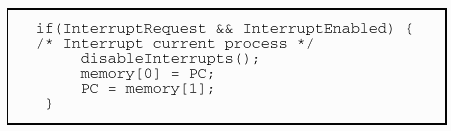 if(InterruptRequest && InterruptEnabled) {
/* Interrupt current process */
disableInterrupts();
memory[0] = PC;
PC = memory[1];
}